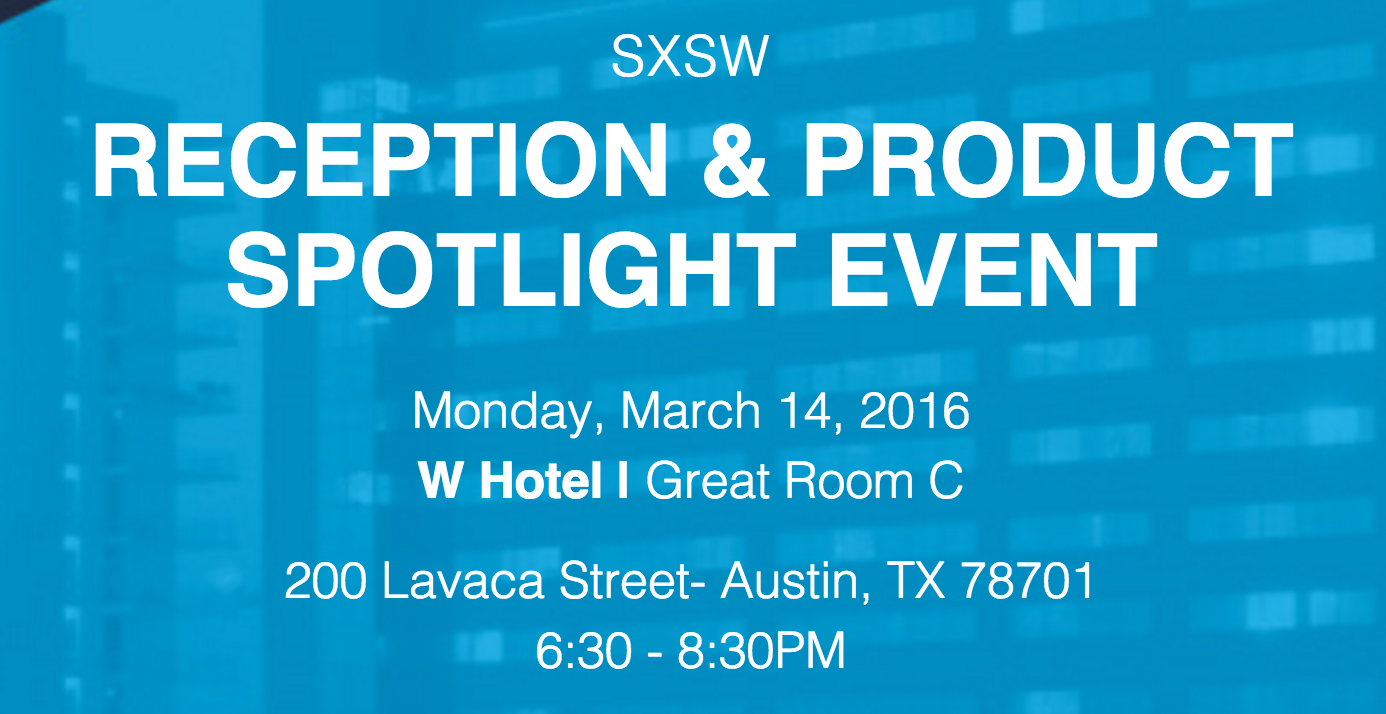 SXSW
RECEPTION & PRODUCT
SPOTLIGHT EVENT
Monday, March 14, 2016
W Hotel | Great Room C
200 Lavaca Street- Austin, TX 78701
6:30 - 8:30PM